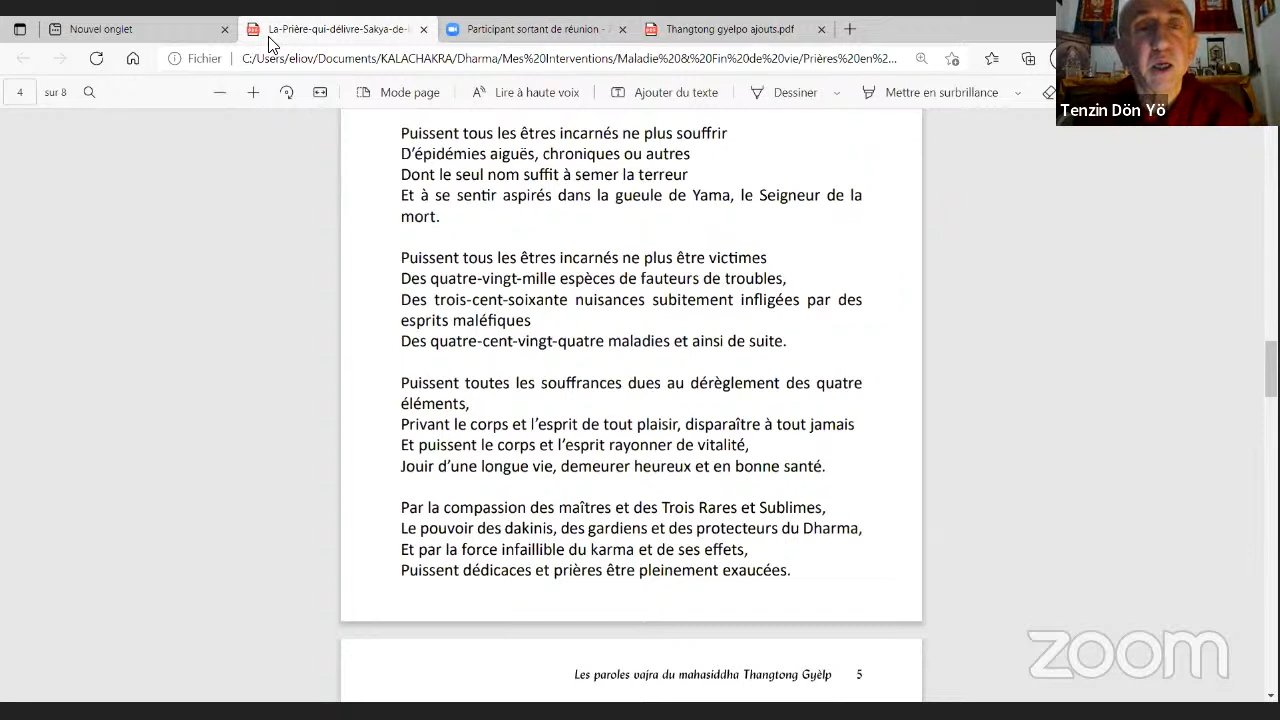 Nouvel onglet
La-Prière-qui-délivre-Sakya-de-
Participant sortant de réunion -
Thangtong gyelpo ajouts.pdf
Fichier
C:/Users/eliov/Documents/KALACHAKRA/Dharma/Mes%20Interventions/Maladie%20&%20Fin%20de%20vie/Prières%20en%...
4 sur 8
Mode page
Lire à haute voix
Ajouter du texte
Dessiner
Mettre en surbrillance
Tenzin Dön Yö
Puissent tous les êtres incarnés ne plus souffrir
D’épidémies aiguës, chroniques ou autres
Dont le seul nom suffit à semer la terreur
Et à se sentir aspirés dans la gueule de Yama, le Seigneur de la
mort.
Puissent tous les êtres incarnés ne plus être victimes
Des quatre-vingt-mille espèces de fauteurs de troubles,
Des trois-cent-soixante nuisances subitement infligées par des
esprits maléfiques
Des quatre-cent-vingt-quatre maladies et ainsi de suite.
Puissent toutes les souffrances dues au dérèglement des quatre
éléments,
Privant le corps et l’esprit de tout plaisir, disparaître à tout jamais
Et puissent le corps et l’esprit rayonner de vitalité,
Jouir d’une longue vie, demeurer heureux et en bonne santé.
Par la compassion des maîtres et des Trois Rares et Sublimes,
Le pouvoir des dakinis, des gardiens et des protecteurs du Dharma,
Et par la force infaillible du karma et de ses effets,
Puissent dédicaces et prières être pleinement exaucées.
zoom
Les paroles vajra du mahasiddha Thangtong Gyèlp 5